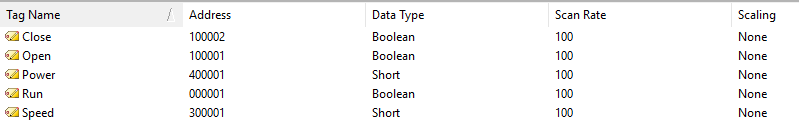 Tag Name / Address Data Type Scan Rate Scaling
Close 100002 Boolean 100 None
Open 100001 Boolean 100 None
Power 400001 Short 100 None
Run 000001 Boolean 100 None
Speed 300001 Short 100 None